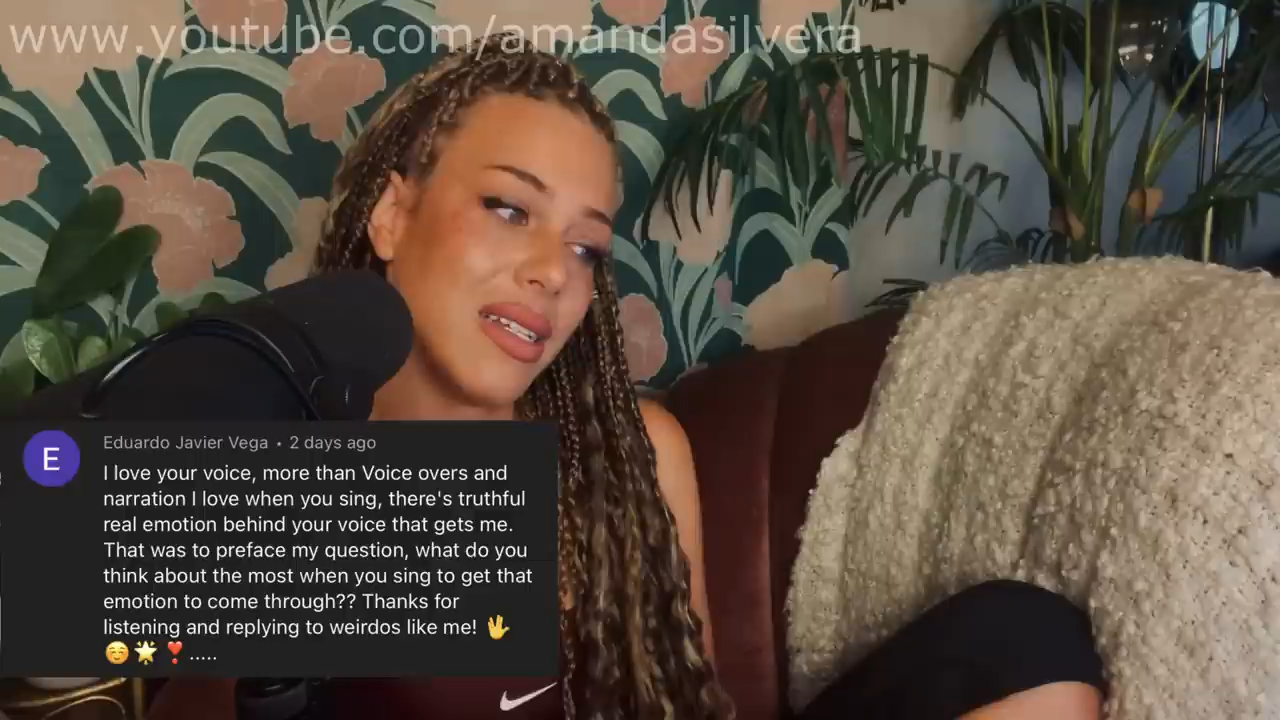 www.youtube.com/amandasilvera
E
Eduardo Javier Vega • 2 days ago
I love your voice, more than Voice overs and
narration I love when you sing, there's truthful
real emotion behind your voice that gets me.
That was to preface my question, what do you
think about the most when you sing to get that
emotion to come through?? Thanks for
listening and replying to weirdos like me! 🖖
☺️🌟❣️.....